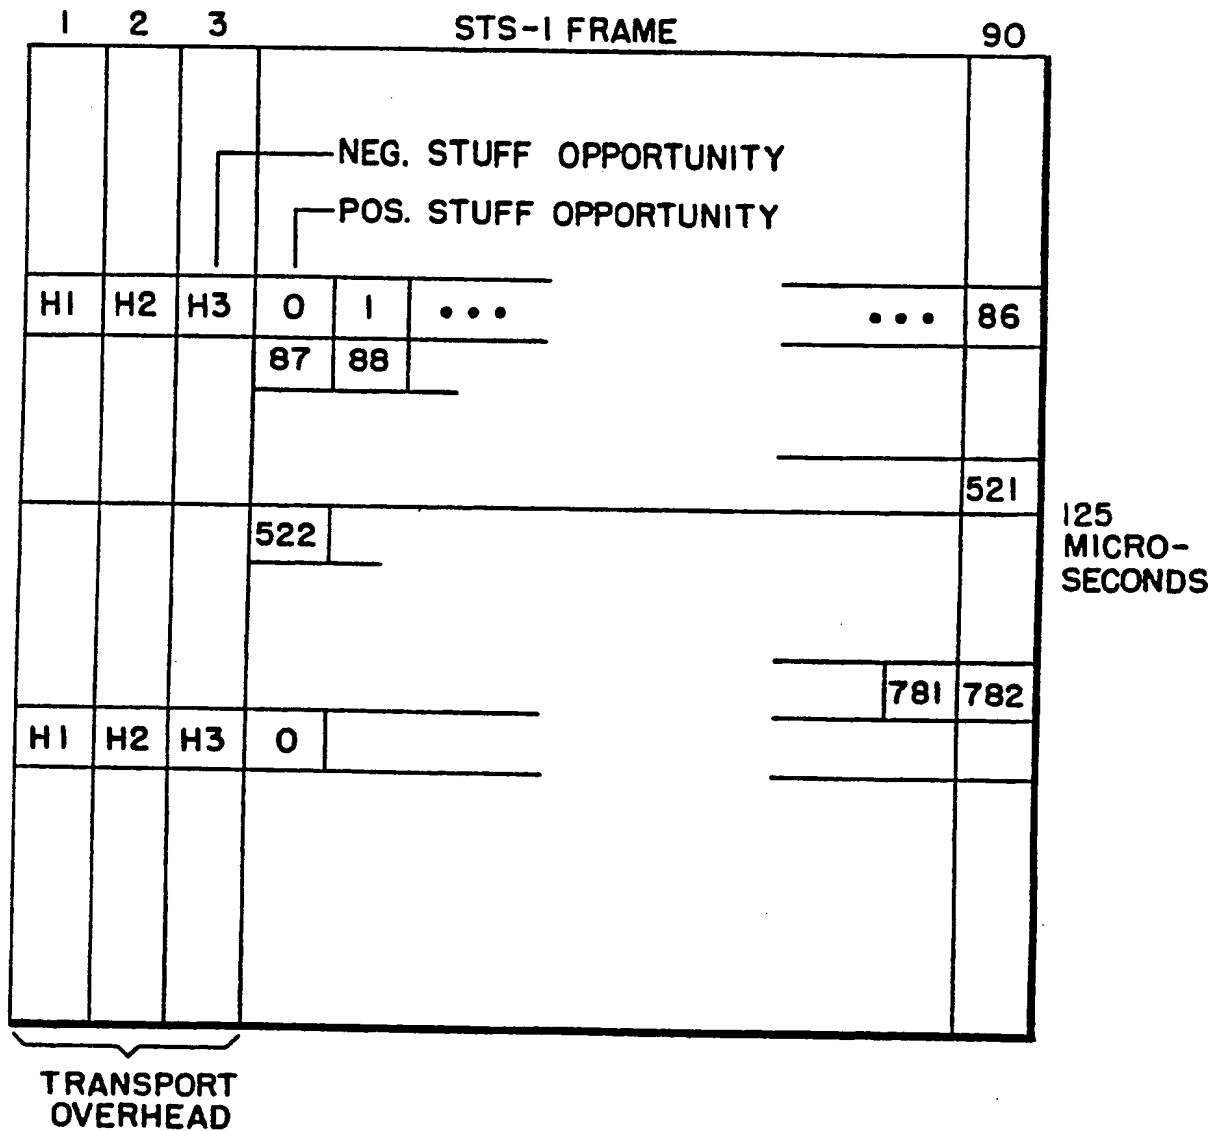 1 2 3 STS-1 FRAME 90
NEG. STUFF OPPORTUNITY
POS. STUFF OPPORTUNITY
H1 H2 H3 0 1 ••• ••• 86
87 88
521
522
125
MICRO-
SECONDS
781 782
H1 H2 H3 0
TRANSPORT
OVERHEAD